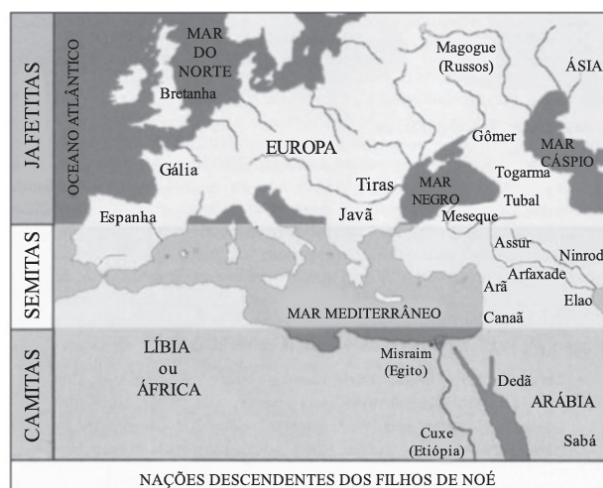 JAFETITAS
SEMITAS
CAMITAS
OCEANO ATLÂNTICO
MAR
DO
NORTE
Bretanha
Magogue
(Russos)
ÁSIA
EUROPA
Gômer
MAR
CÁSPIO
Gália
Tiras
MAR
NEGRO
Togarma
Tubal
Espanha
Javã
Meseque
Assur
Ninrod
Arfaxade
Arã
Elao
MAR MEDITERRÂNEO
Canaã
LÍBIA
ou
ÁFRICA
Misraim
(Egito)
Dedã
ARÁBIA
Cuxe
(Etiópia)
Sabá
NAÇÕES DESCENDENTES DOS FILHOS DE NOÉ